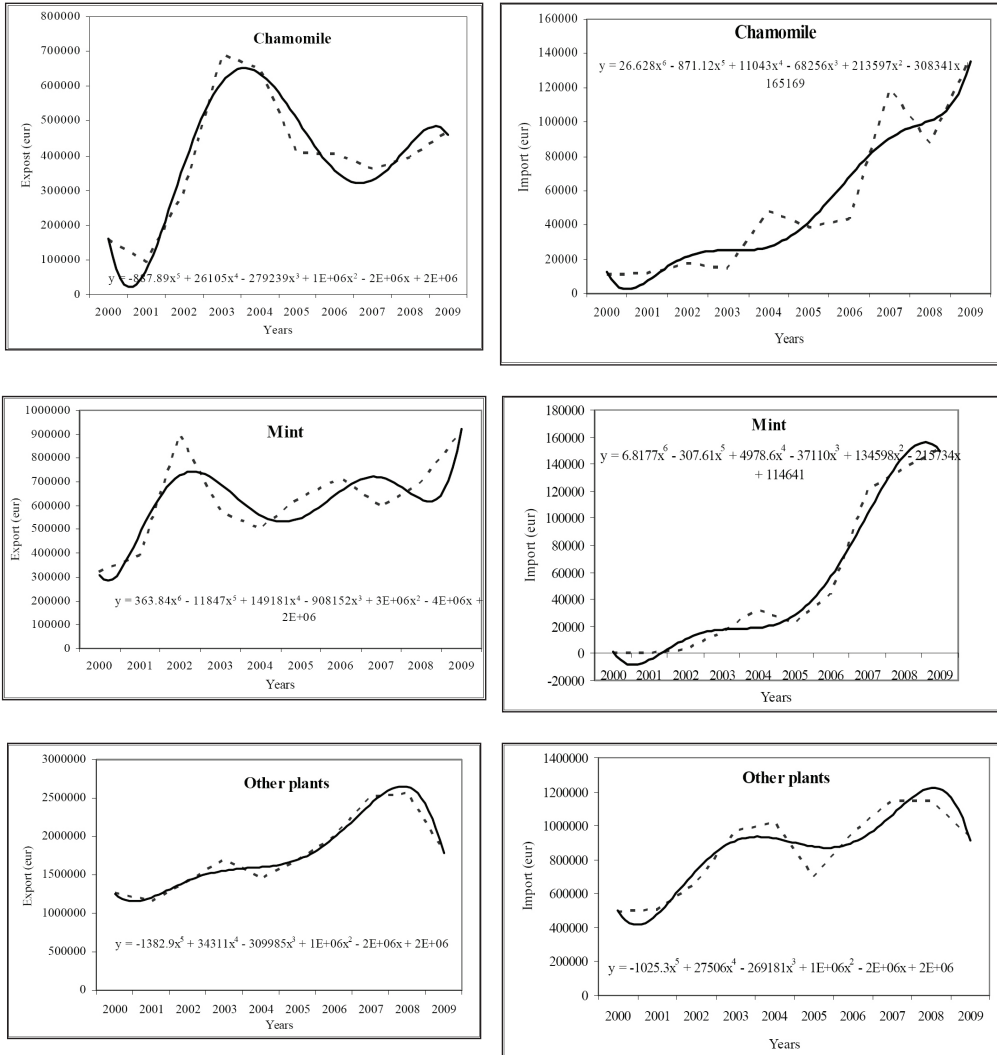 Chamomile
800000
700000
600000
500000
400000
300000
200000
100000
0
Expost (eur)
y = x⁵ + 26105x⁴ - 279239x³ + 1E+06x² - 2E+06x + 2E+06
2000 2001 2002 2003 2004 2005 2006 2007 2008 2009
Years
Chamomile
160000
140000
120000
100000
80000
60000
40000
20000
0
Import (eur)
y = 26.628x⁶ - 871.12x⁵ + 11043x⁴ - 68256x³ + 213597x² - 308341x
165169
2000 2001 2002 2003 2004 2005 2006 2007 2008 2009
Years
Mint
1000000
900000
800000
700000
600000
500000
400000
300000
200000
100000
0
Export (eur)
y = 363.84x⁶ - 11847x⁵ + 149181x⁴ - 908152x³ + 3E+06x² - 4E+06x +
2E+06
2000 2001 2002 2003 2004 2005 2006 2007 2008 2009
Years
Mint
180000
160000
140000
120000
100000
80000
60000
40000
20000
0
-20000
Import (eur)
y = 6.8177x⁶ - 307.61x⁵ + 4978.6x⁴ - 37110x³ + 134598x² - 215734x
+ 114641
2000 2001 2002 2003 2004 2005 2006 2007 2008 2009
Years
Other plants
3000000
2500000
2000000
1500000
1000000
500000
0
Export (eur)
y = -1382.9x⁵ + 34311x⁴ - 309985x³ + 1E+06x² - 2E+06x + 2E+06
2000 2001 2002 2003 2004 2005 2006 2007 2008 2009
Years
Other plants
1400000
1200000
1000000
800000
600000
400000
200000
0
Import (eur)
y = -1025.3x⁵ + 27506x⁴ - 269181x³ + 1E+06x² - 2E+06x + 2E+06
2000 2001 2002 2003 2004 2005 2006 2007 2008 2009
Years